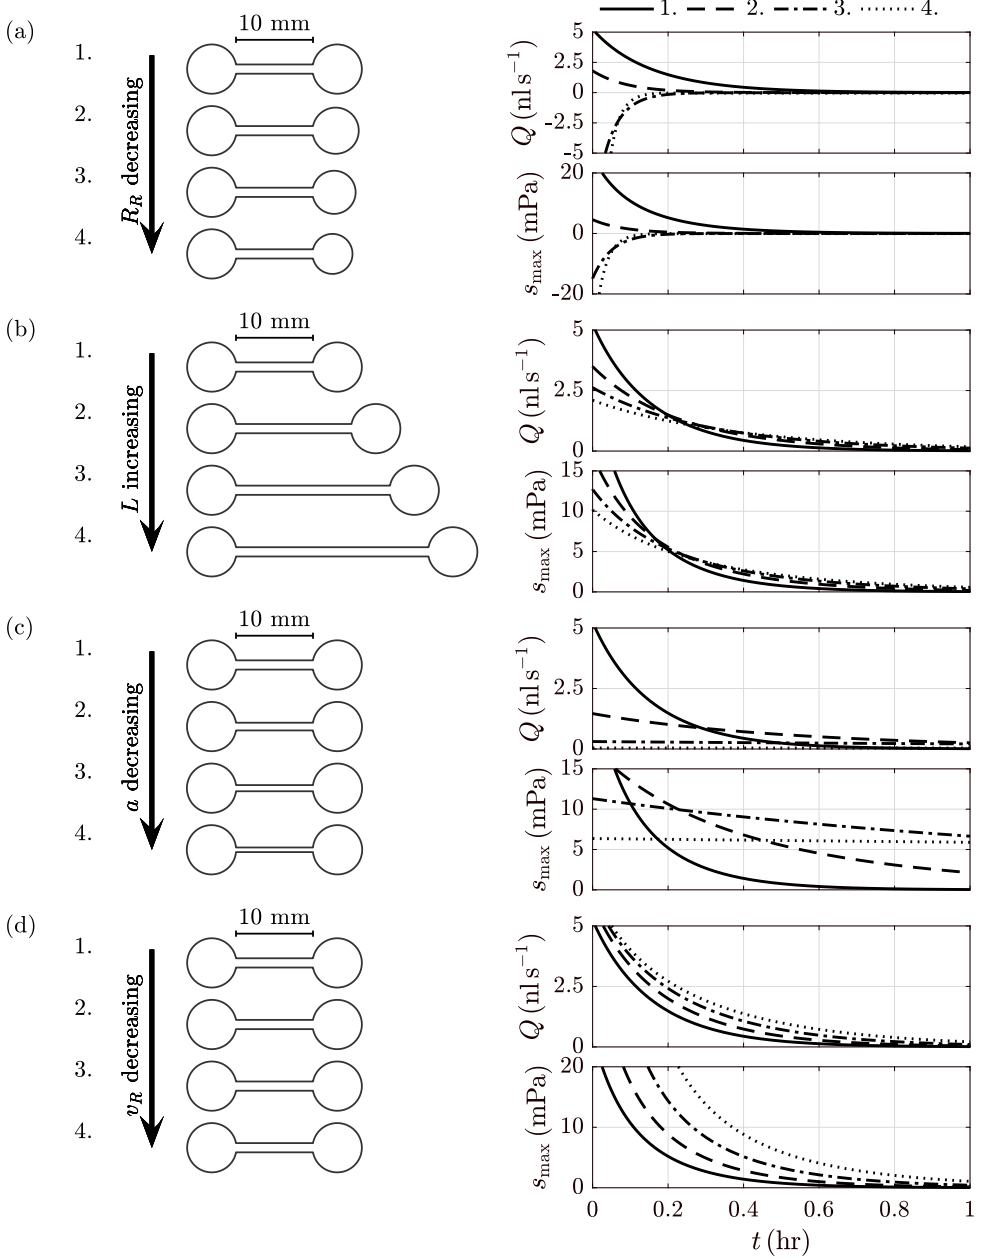 1. 2. 3. 4.
(a)
10 mm
1.
2.
3.
4.
R_R decreasing
Q (nl s⁻¹)
5
2.5
0
-2.5
-5
s_max (mPa)
20
0
-20
(b)
10 mm
1.
2.
3.
4.
L increasing
Q (nl s⁻¹)
5
2.5
0
s_max (mPa)
15
10
5
0
(c)
10 mm
1.
2.
3.
4.
a decreasing
Q (nl s⁻¹)
5
2.5
0
s_max (mPa)
15
10
5
0
(d)
10 mm
1.
2.
3.
4.
v_R decreasing
Q (nl s⁻¹)
5
2.5
0
s_max (mPa)
20
10
0
0 0.2 0.4 0.6 0.8 1
t (hr)